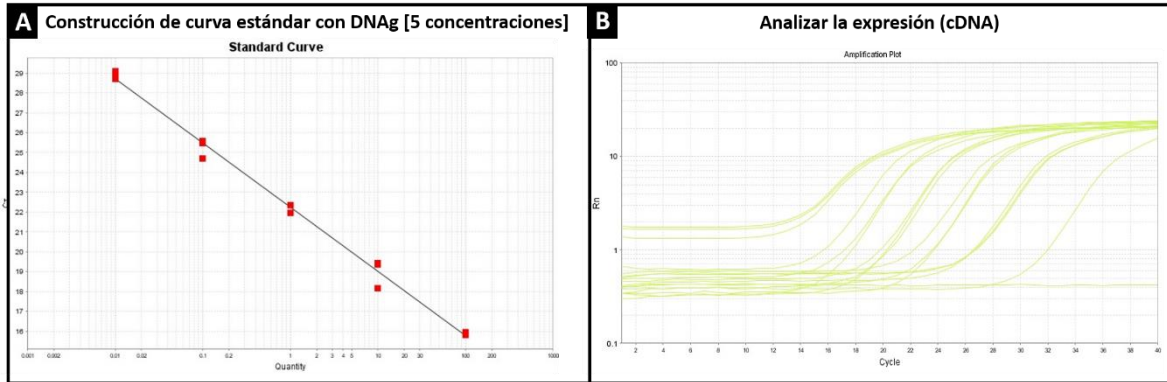 A Construcción de curva estándar con DNAg [5 concentraciones]
Standard Curve
29
28
27
26
25
24
23
22
21
20
19
18
17
16
Cт
0.001 0.002 0.01 0.02 0.1 0.2 1 2 3 4 5 10 20 30 100 200 1000
Quantity
B Analizar la expresión (cDNA)
Amplification Plot
100
10
1
0.1
Rn
2 4 6 8 10 12 14 16 18 20 22 24 26 28 30 32 34 36 38 40
Cycle